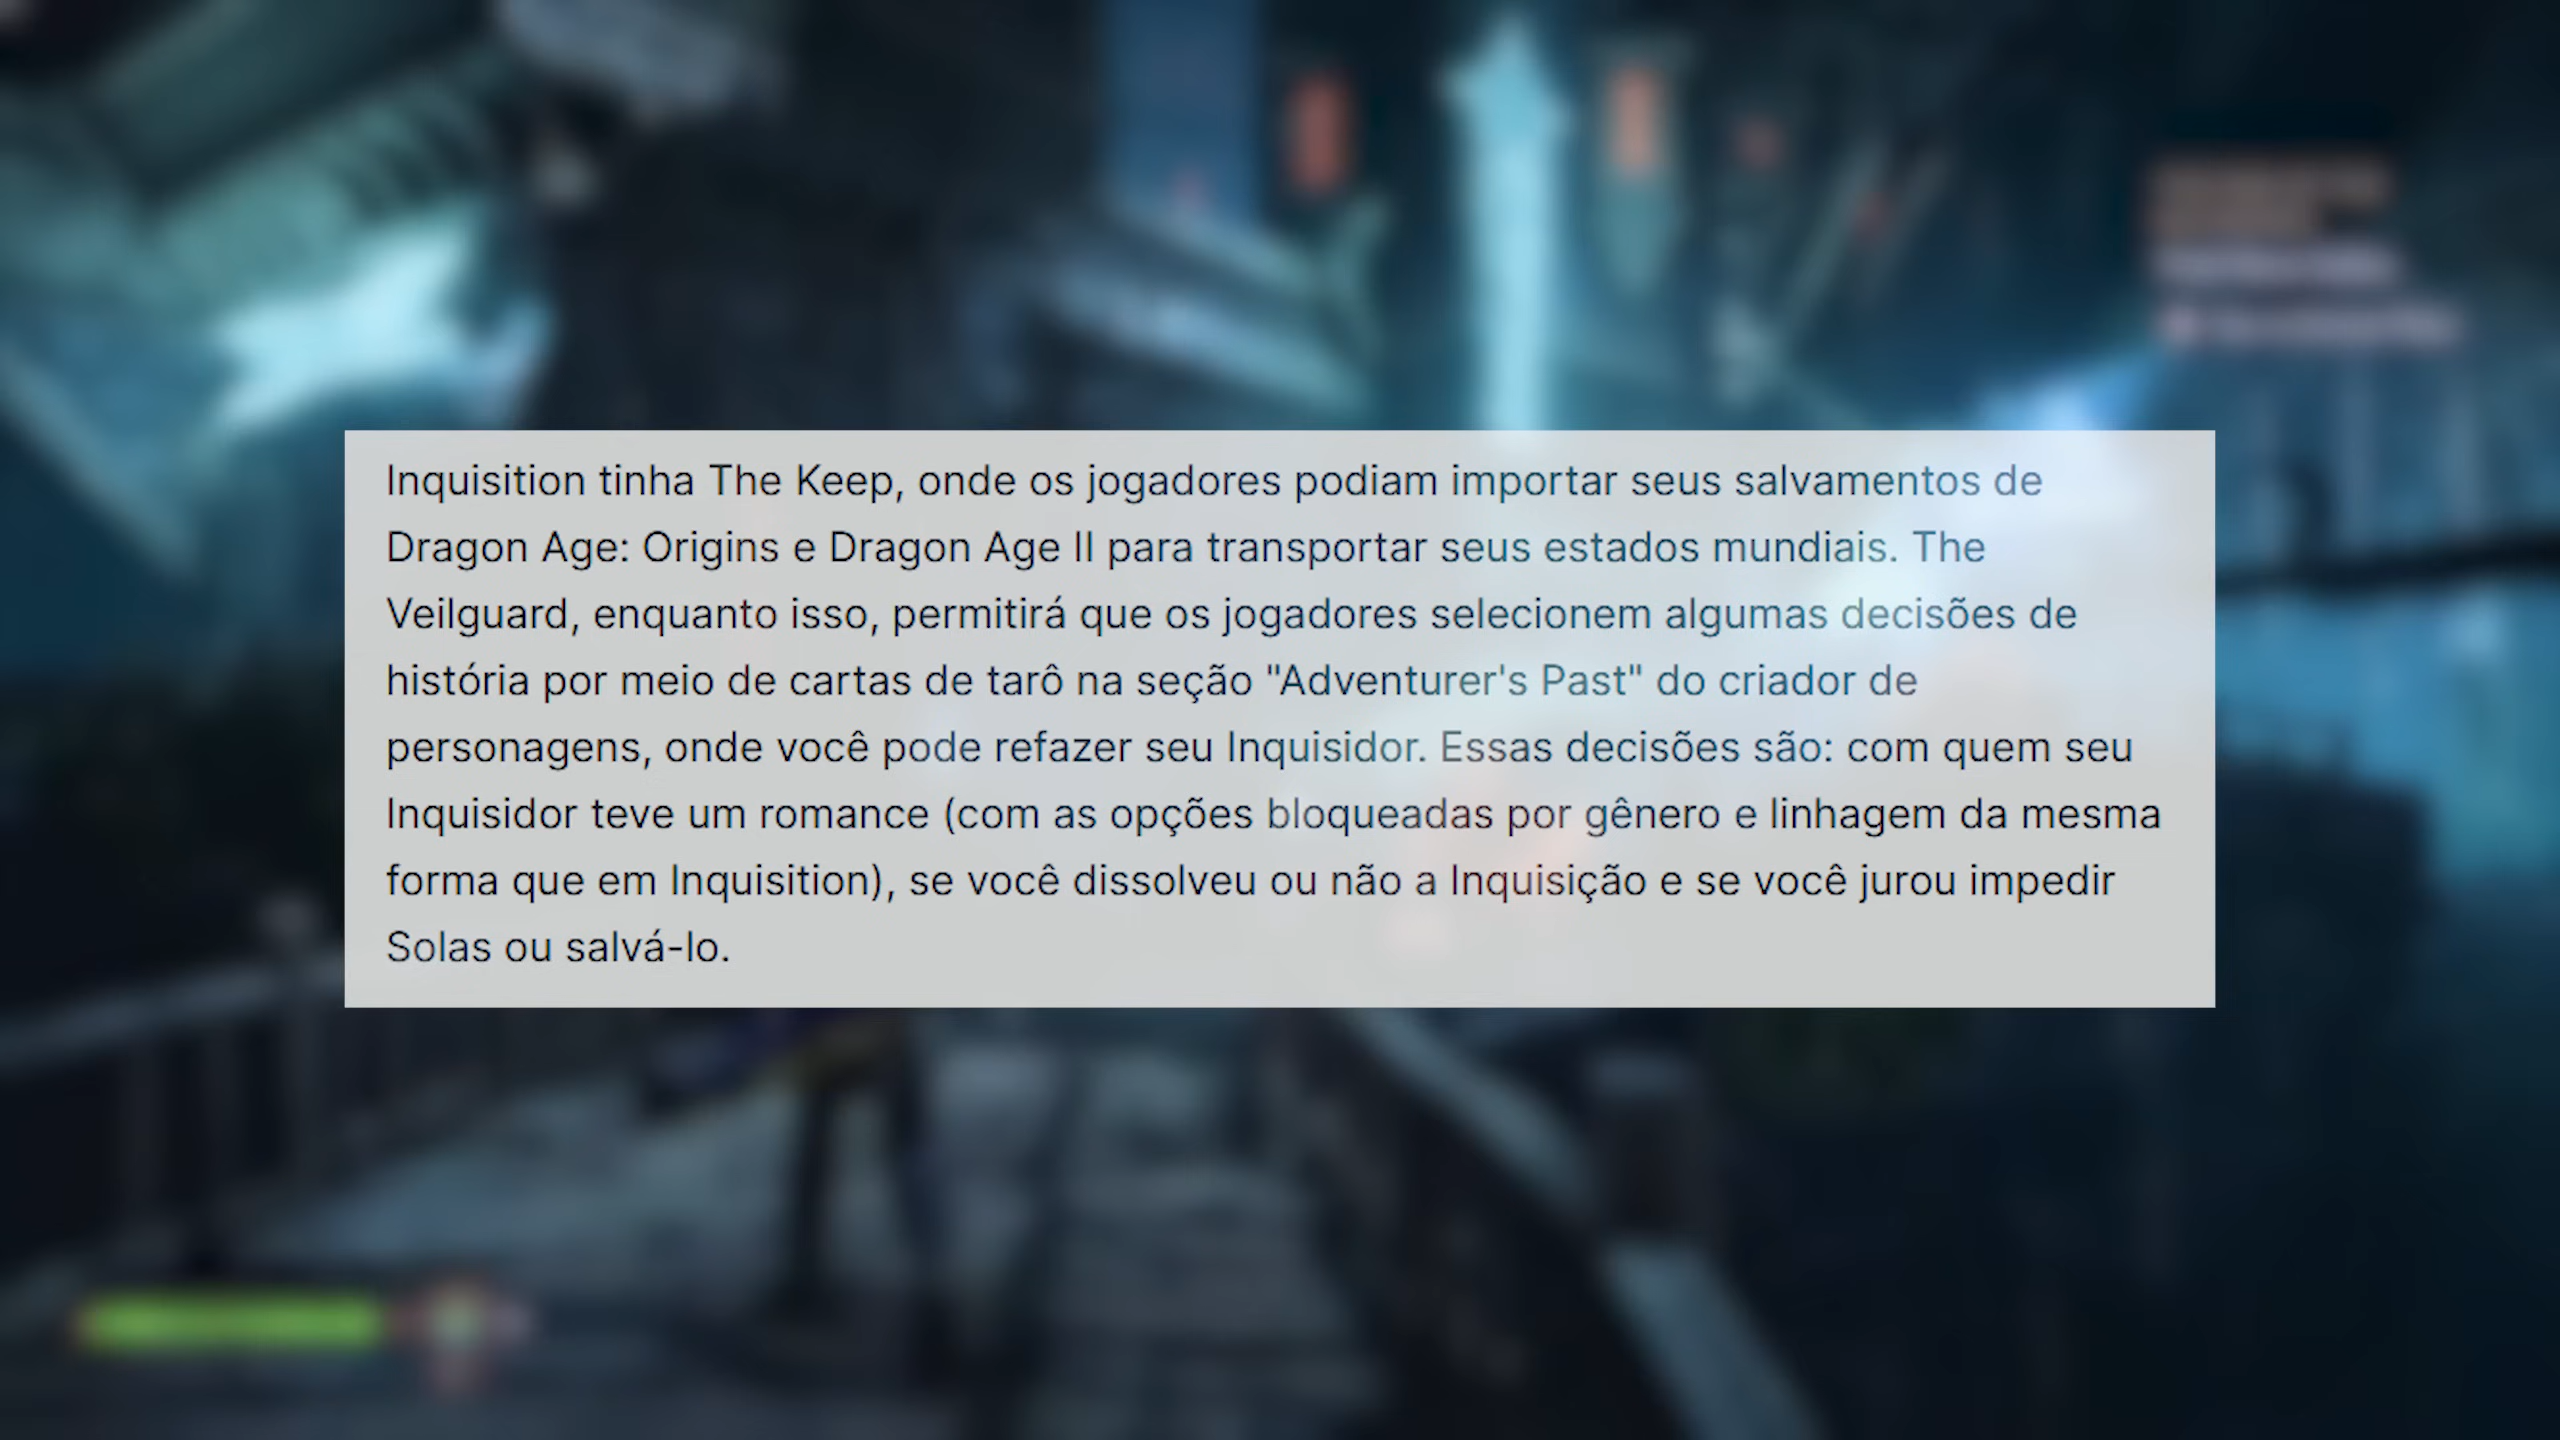 Inquisition tinha The Keep, onde os jogadores podiam importar seus salvamentos de
Dragon Age: Origins e Dragon Age II para transportar seus estados mundiais. The
Veilguard, enquanto isso, permitirá que os jogadores selecionem algumas decisões de
história por meio de cartas de tarô na seção "Adventurer's Past" do criador de
personagens, onde você pode refazer seu Inquisidor. Essas decisões são: com quem seu
Inquisidor teve um romance (com as opções bloqueadas por gênero e linhagem da mesma
forma que em Inquisition), se você dissolveu ou não a Inquisição e se você jurou impedir
Solas ou salvá-lo.